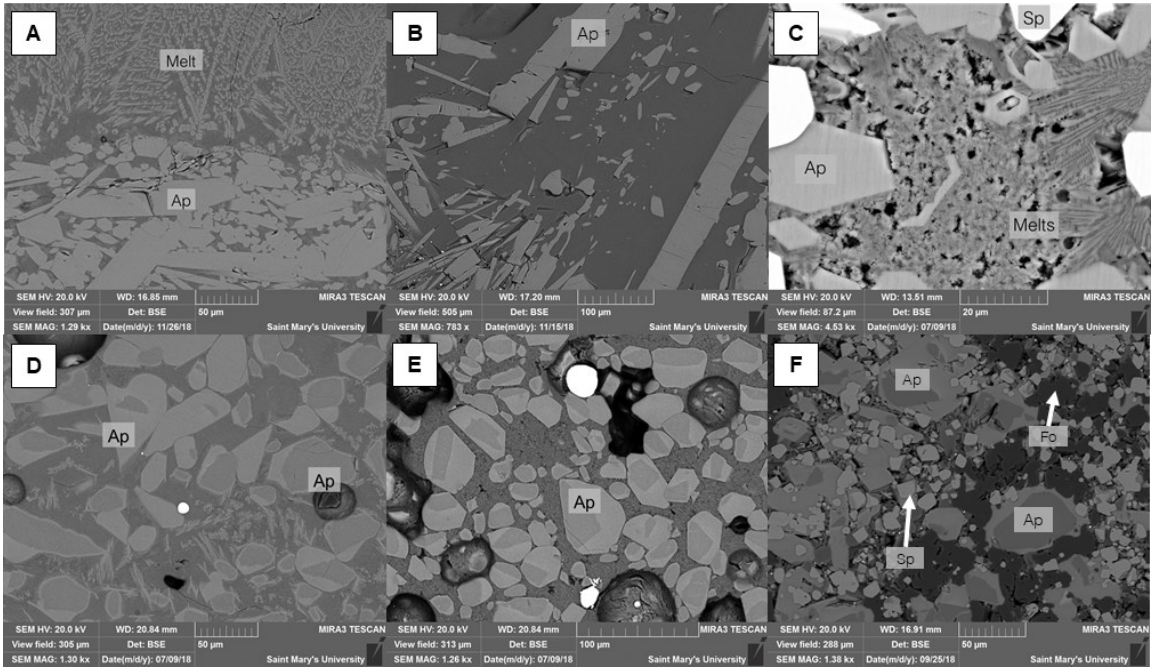 A
Melt
Ap
SEM HV: 20.0 kV WD: 16.85 mm MIRA3 TESCAN
View field: 307 µm Det: BSE 50 µm
SEM MAG: 1.29 kx Date(m/d/y): 11/26/18 Saint Mary's University
B
Ap
SEM HV: 20.0 kV WD: 17.20 mm MIRA3 TESCAN
View field: 505 µm Det: BSE 100 µm
SEM MAG: 783 x Date(m/d/y): 11/15/18 Saint Mary's University
C
Sp
Ap
Melts
SEM HV: 20.0 kV WD: 13.51 mm MIRA3 TESCAN
View field: 87.2 µm Det: BSE 20 µm
SEM MAG: 4.53 kx Date(m/d/y): 07/09/18 Saint Mary's University
D
Ap
Ap
SEM HV: 20.0 kV WD: 20.84 mm MIRA3 TESCAN
View field: 305 µm Det: BSE 50 µm
SEM MAG: 1.30 kx Date(m/d/y): 07/09/18 Saint Mary's University
E
Ap
Ap
SEM HV: 20.0 kV WD: 20.84 mm MIRA3 TESCAN
View field: 313 µm Det: BSE 100 µm
SEM MAG: 1.26 kx Date(m/d/y): 07/09/18 Saint Mary's University
F
Ap
Fo
Ap
Sp
SEM HV: 20.0 kV WD: 16.91 mm MIRA3 TESCAN
View field: 288 µm Det: BSE 50 µm
SEM MAG: 1.38 kx Date(m/d/y): 09/25/18 Saint Mary's University